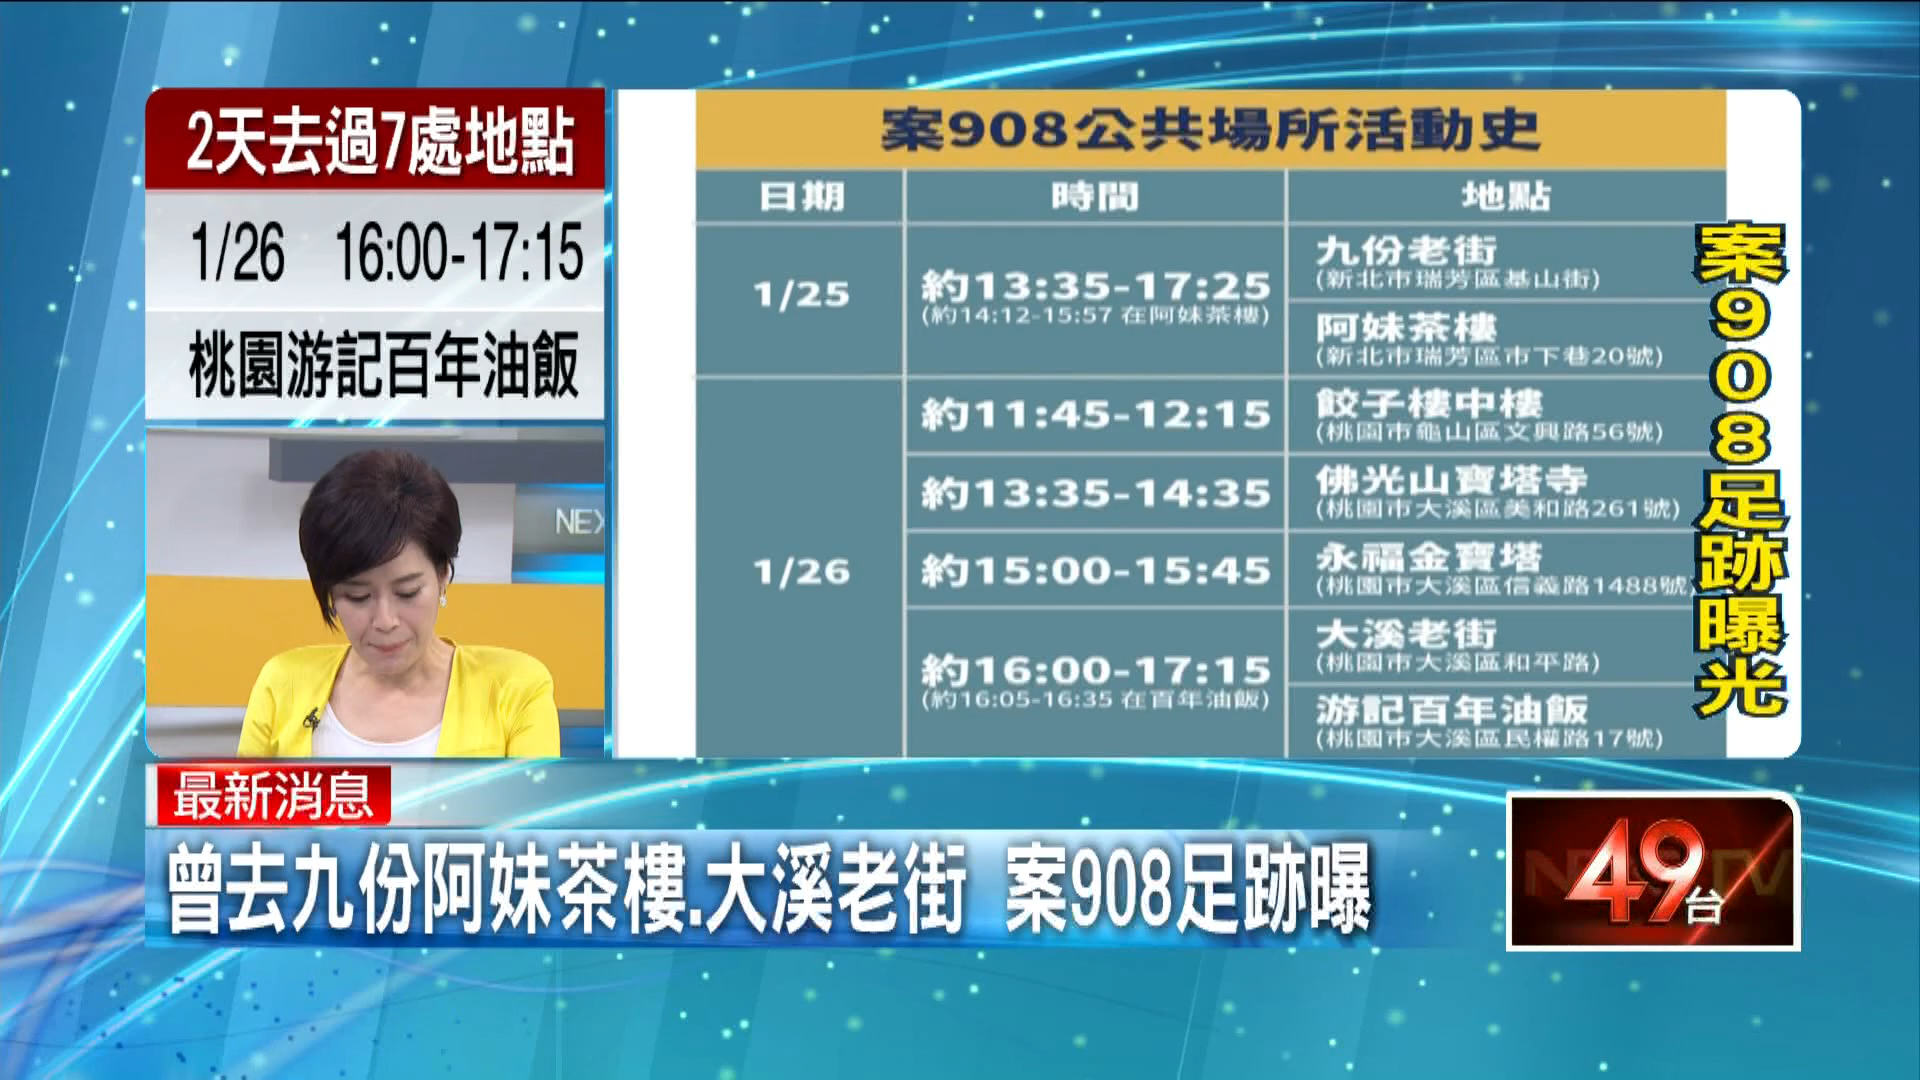 2天去過7處地點
1/26 16:00-17:15
桃園游記百年油飯
NEX
案908公共場所活動史
日期 時間 地點
1/25
約13:35-17:25
(約14:12-15:57 在阿妹茶樓)
九份老街
(新北市瑞芳區基山街)
阿妹茶樓
(新北市瑞芳區市下巷20號)
1/26
約11:45-12:15
餃子樓中樓
(桃園市龜山區文興路56號)
約13:35-14:35
佛光山寶塔寺
(桃園市大溪區美和路261號)
約15:00-15:45
永福金寶塔
(桃園市大溪區信義路1488號
約16:00-17:15
(約16:05-16:35 在百年油飯)
大溪老街
(桃園市大溪區和平路)
游記百年油飯
(桃園市大溪區民權路17號)
案908足跡曝光
最新消息
曾去九份阿妹茶樓.大溪老街 案908足跡曝
49台